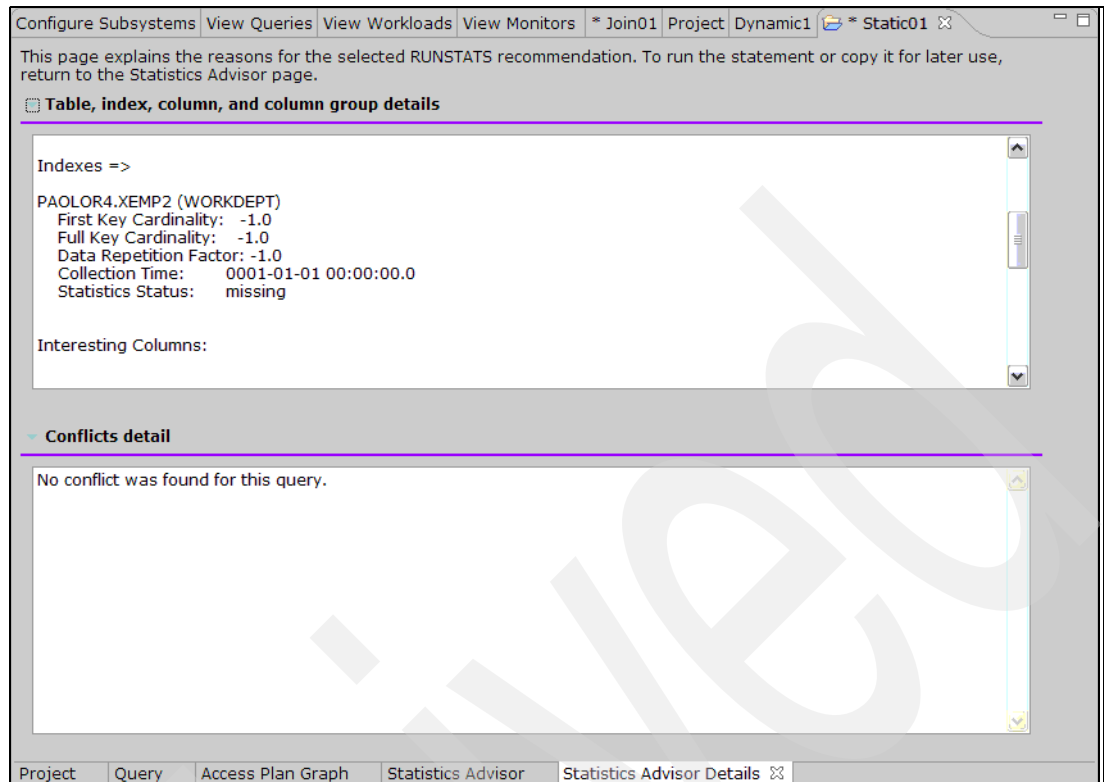 Configure Subsystems View Queries View Workloads View Monitors * Join01 Project Dynamic1 * Static01
This page explains the reasons for the selected RUNSTATS recommendation. To run the statement or copy it for later use,
return to the Statistics Advisor page.
Table, index, column, and column group details
Indexes =>
PAOLOR4.XEMP2 (WORKDEPT)
First Key Cardinality: -1.0
Full Key Cardinality: -1.0
Data Repetition Factor: -1.0
Collection Time: 0001-01-01 00:00:00.0
Statistics Status: missing
Interesting Columns:
Conflicts detail
No conflict was found for this query.
Project Query Access Plan Graph Statistics Advisor Statistics Advisor Details